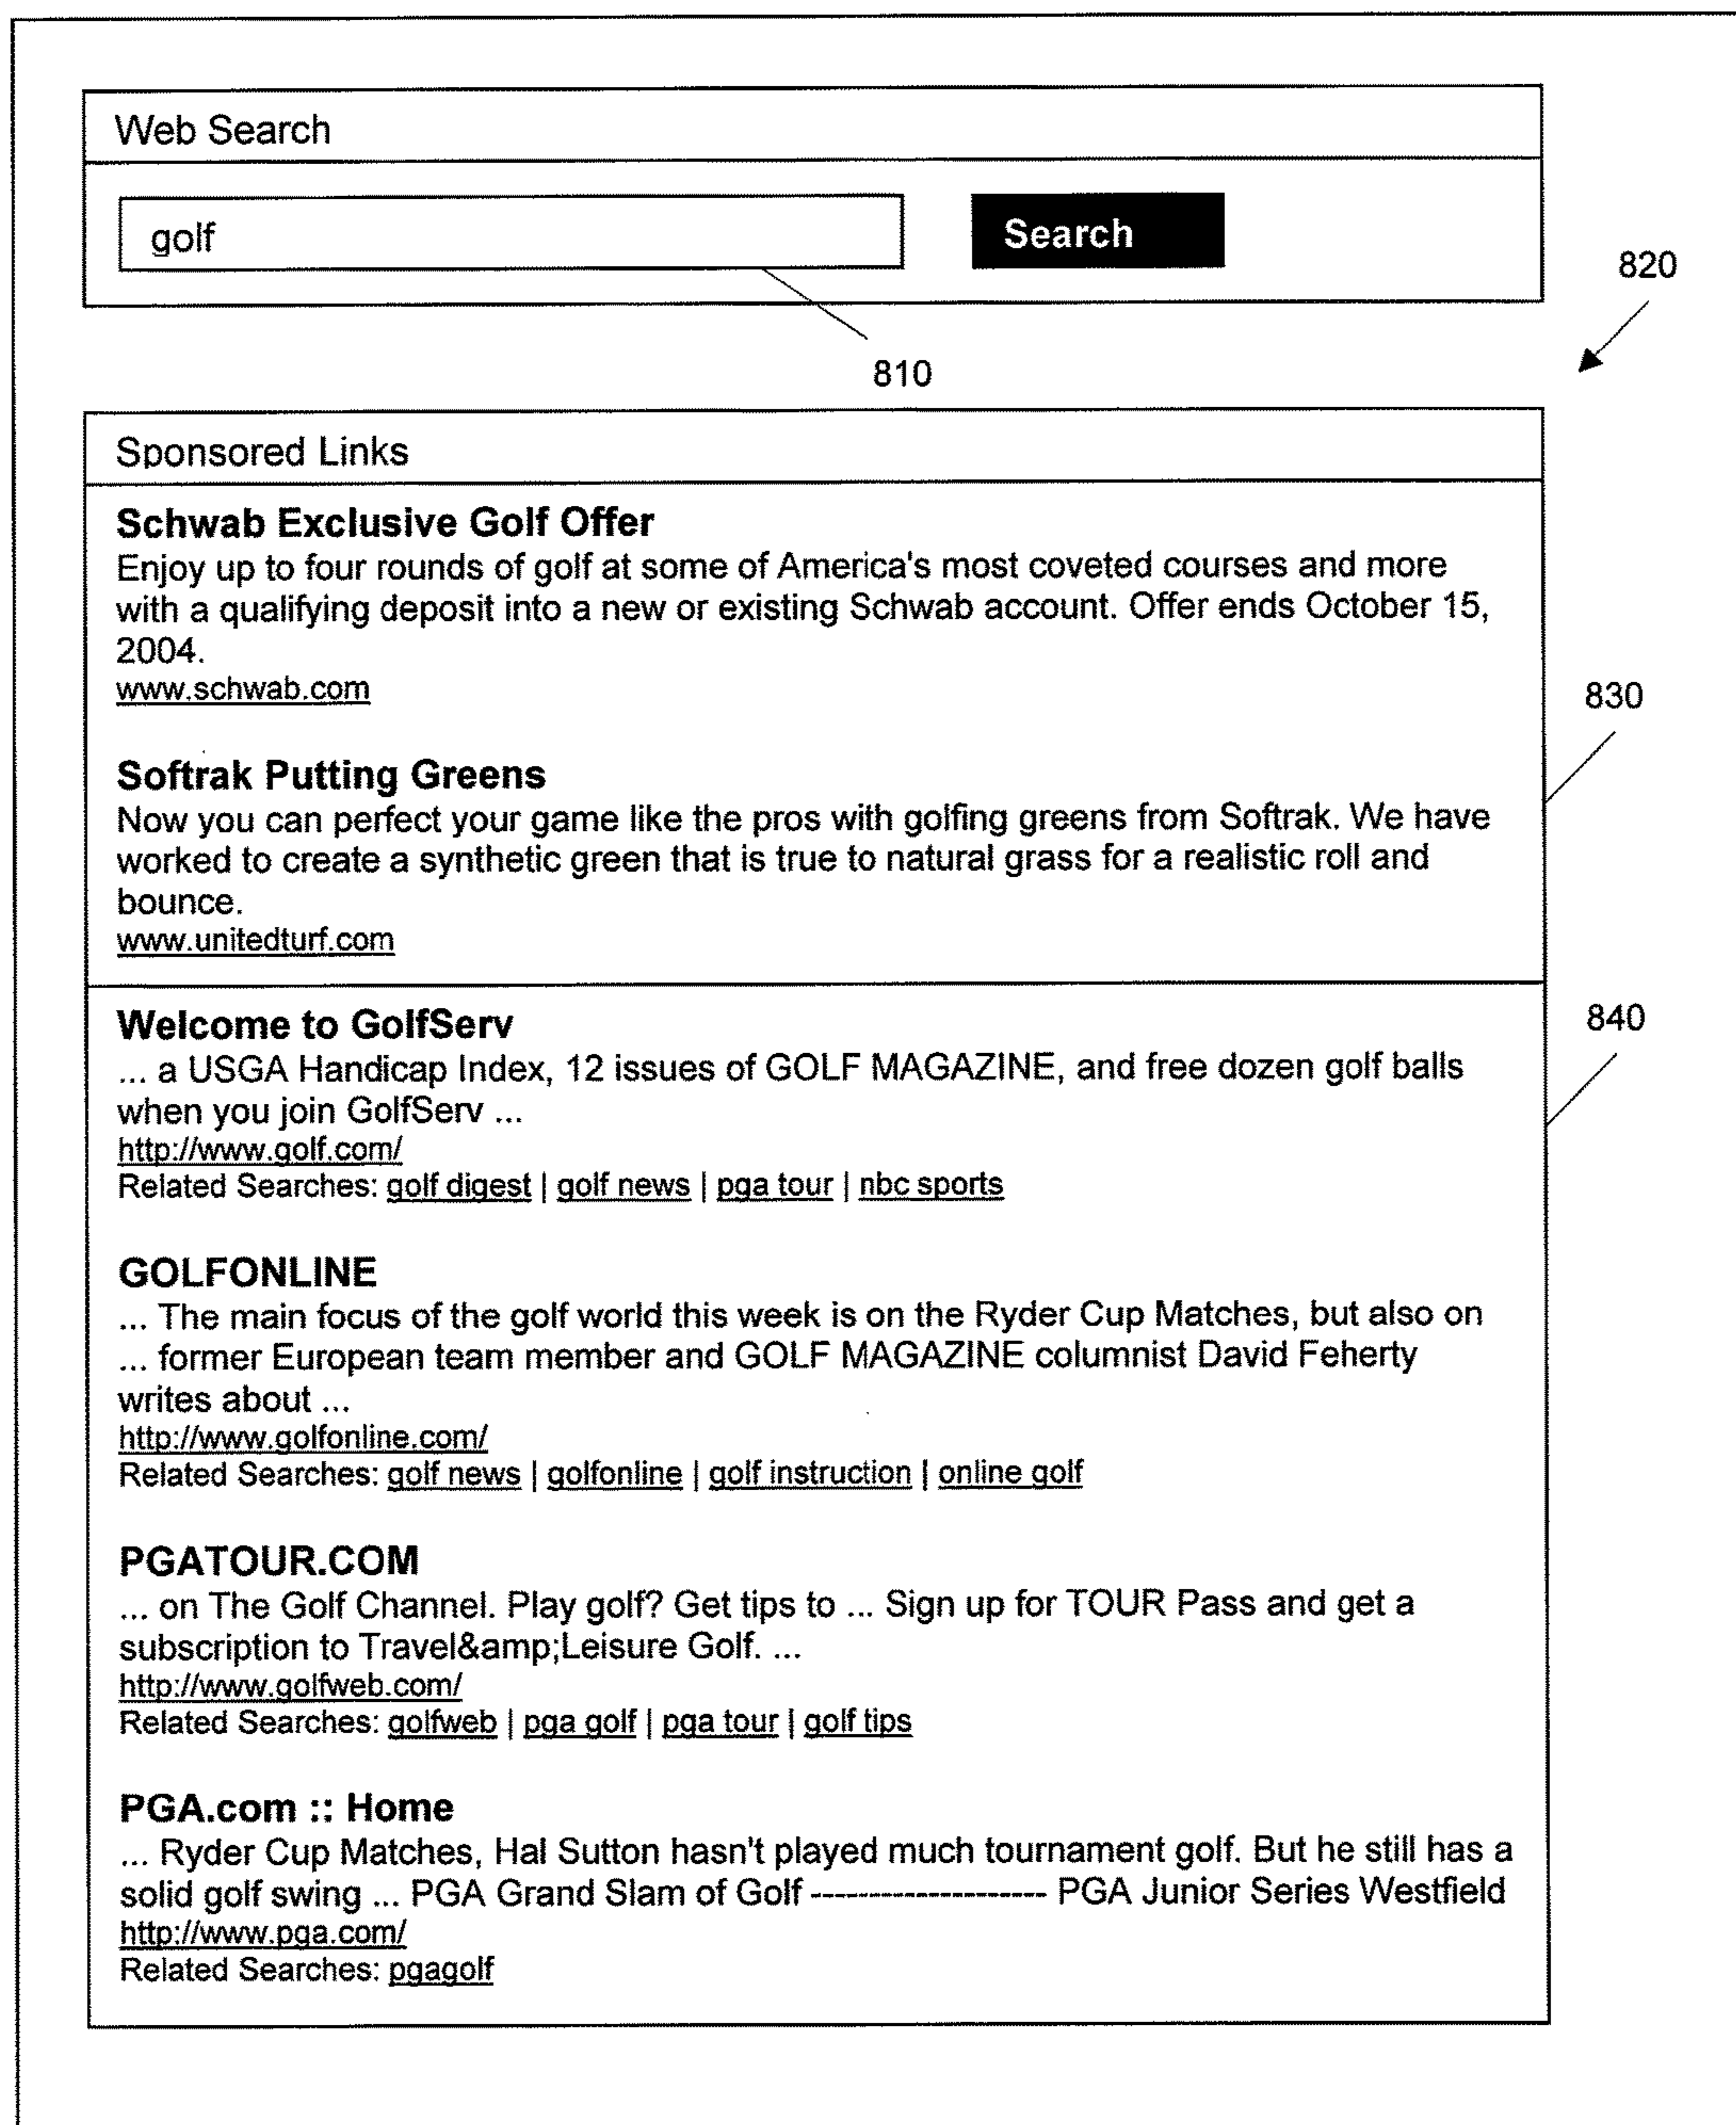 Web Search
golf
Search
820
810
Sponsored Links
Schwab Exclusive Golf Offer
Enjoy up to four rounds of golf at some of America's most coveted courses and more
with a qualifying deposit into a new or existing Schwab account. Offer ends October 15,
2004.
www.schwab.com
830
Softrak Putting Greens
Now you can perfect your game like the pros with golfing greens from Softrak. We have
worked to create a synthetic green that is true to natural grass for a realistic roll and
bounce.
www.unitedturf.com
Welcome to GolfServ
840
... a USGA Handicap Index, 12 issues of GOLF MAGAZINE, and free dozen golf balls
when you join GolfServ ...
http://www.golf.com/
Related Searches: golf digest | golf news | pga tour | nbc sports
GOLFONLINE
... The main focus of the golf world this week is on the Ryder Cup Matches, but also on
... former European team member and GOLF MAGAZINE columnist David Feherty
writes about ...
http://www.golfonline.com/
Related Searches: golf news | golfonline | golf instruction | online golf
PGATOUR.COM
... on The Golf Channel. Play golf? Get tips to ... Sign up for TOUR Pass and get a
subscription to Travel&amp;Leisure Golf. ...
http://www.golfweb.com/
Related Searches: golfweb | pga golf | pga tour | golf tips
PGA.com :: Home
... Ryder Cup Matches, Hal Sutton hasn't played much tournament golf. But he still has a
solid golf swing ... PGA Grand Slam of Golf -------------------- PGA Junior Series Westfield
http://www.pga.com/
Related Searches: pgagolf